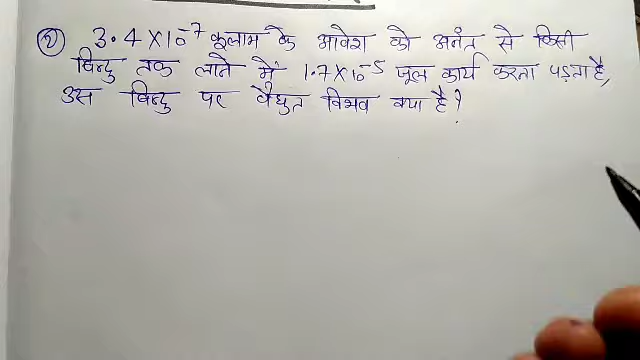 (2) 3.4×10⁻⁷ कूलाम के आवेश को अनंत से किसी
बिन्दु तक लाने में 1.7×10⁻⁵ जूल कार्य करना पड़ता है,
उस बिन्दु पर वैद्युत विभव क्या है?